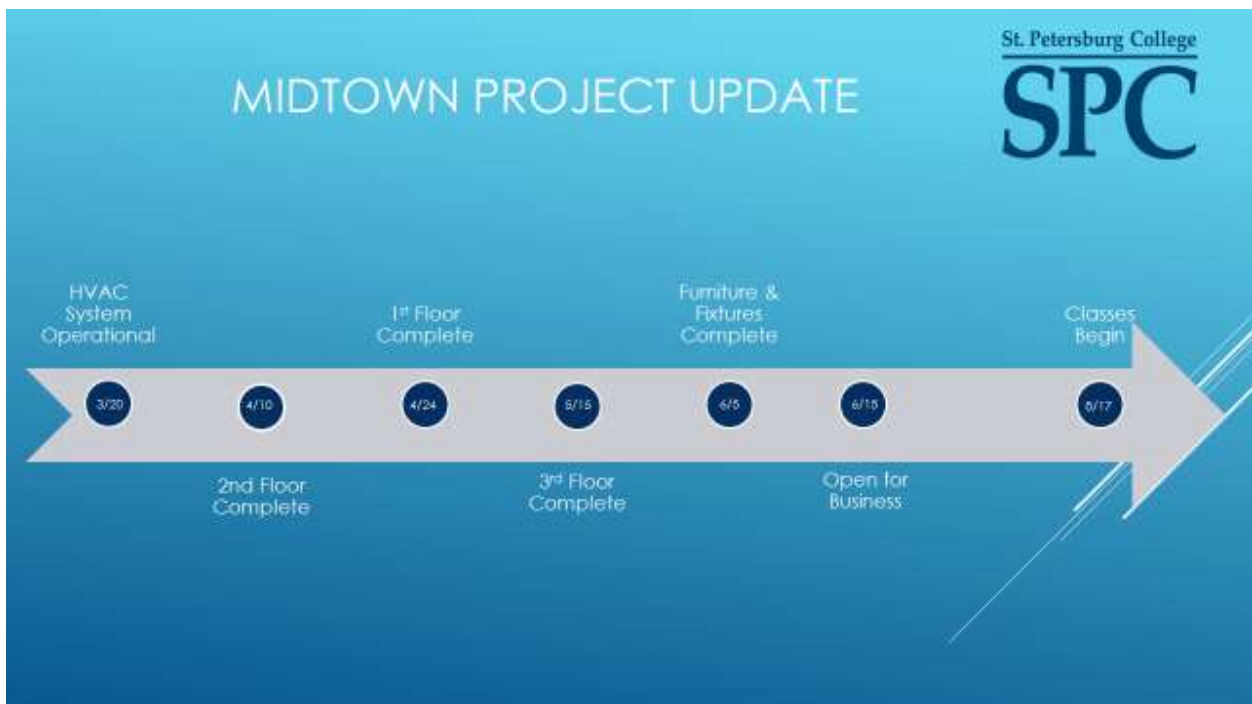 St. Petersburg College
SPC
MIDTOWN PROJECT UPDATE
HVAC
System
Operational
1st Floor
Complete
Furniture &
Fixtures
Complete
Classes
Begin
3/20
4/10
4/24
5/15
6/5
6/15
8/17
2nd Floor
Complete
3rd Floor
Complete
Open for
Business